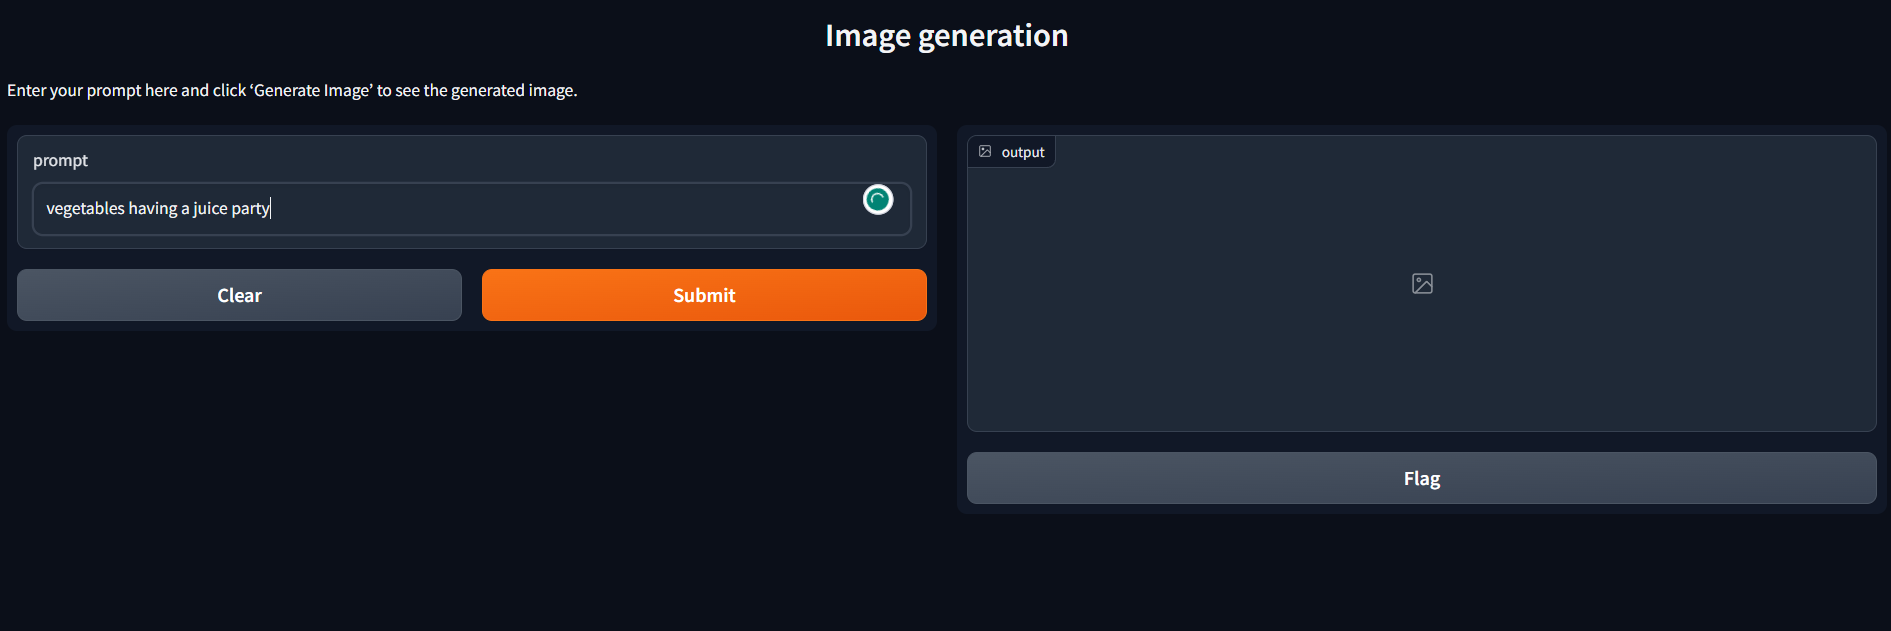 Image generation
Enter your prompt here and click ‘Generate Image’ to see the generated image.
prompt
vegetables having a juice party
Clear
Submit
output
Flag